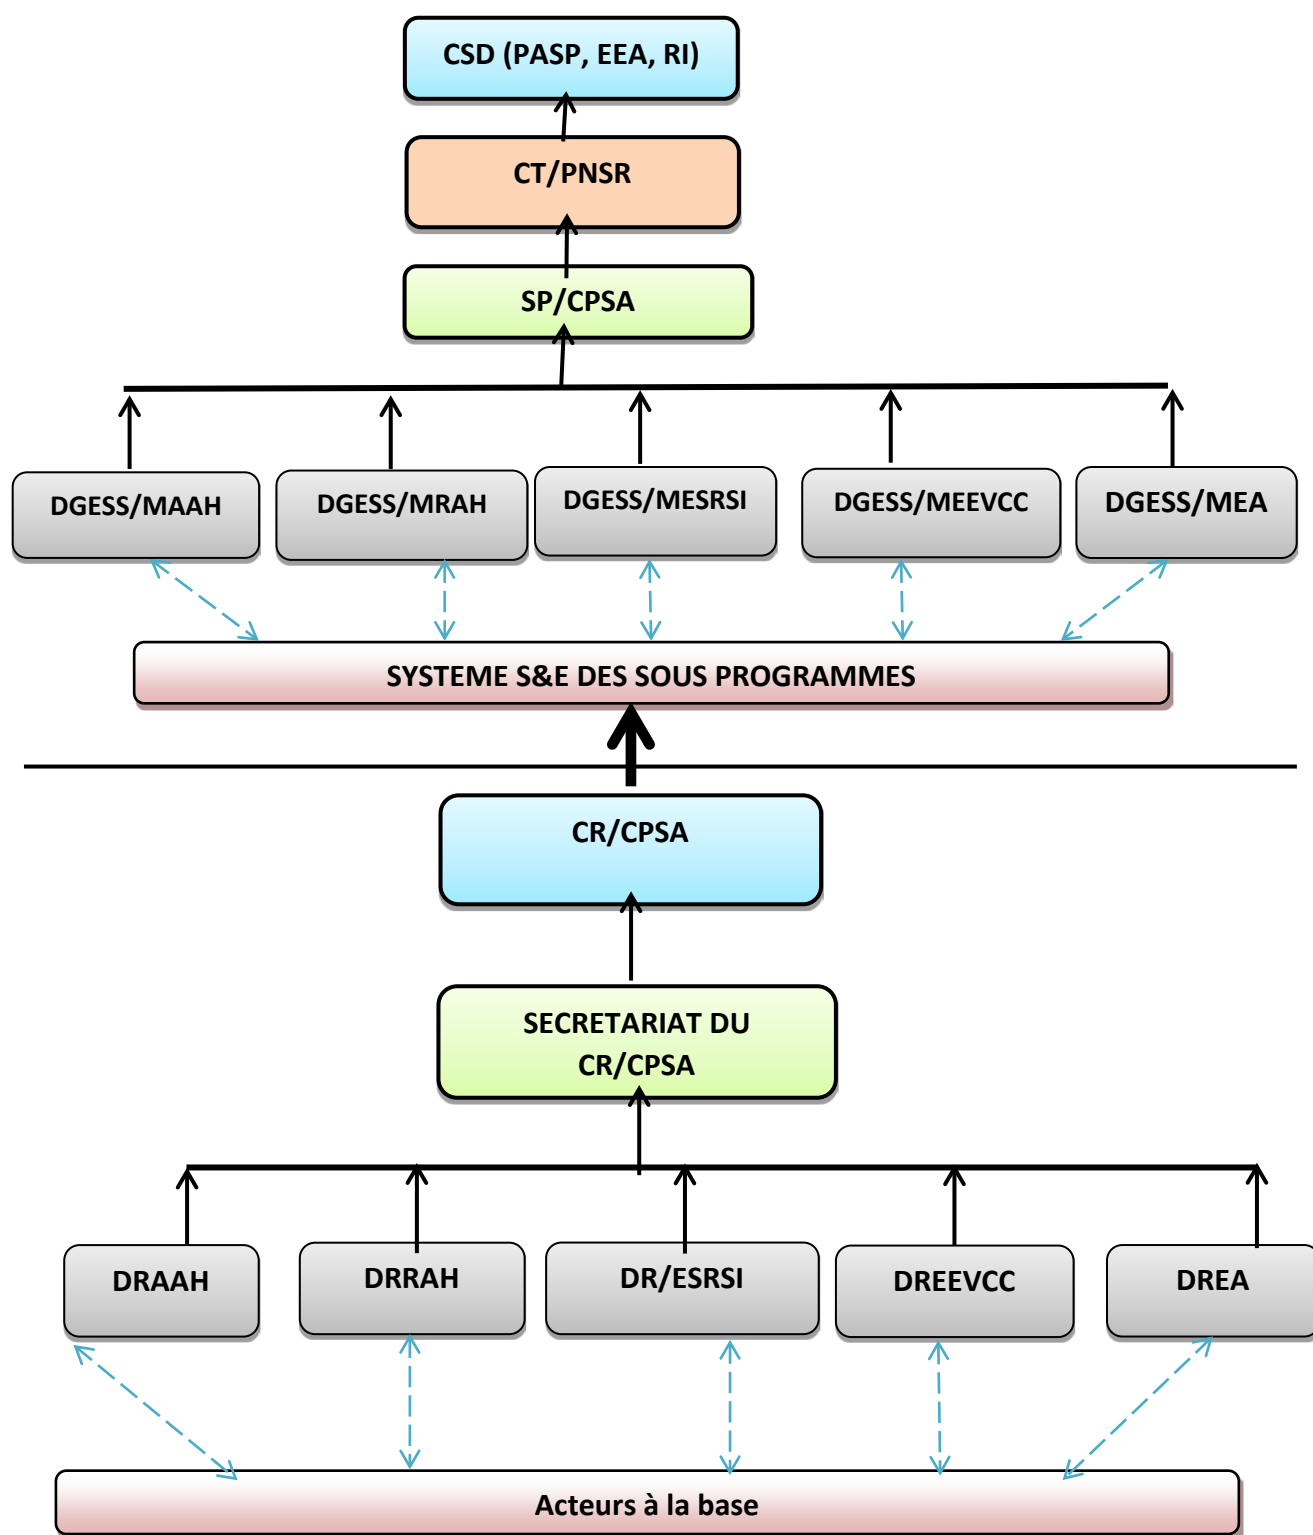 CSD (PASP, EEA, RI)
CT/PNSR
SP/CPSA
DGESS/MAAH
DGESS/MRAH
DGESS/MESRSI
DGESS/MEEVCC
DGESS/MEA
SYSTEME S&E DES SOUS PROGRAMMES
CR/CPSA
SECRETARIAT DU
CR/CPSA
DRAAH
DRRAH
DR/ESRSI
DREEVCC
DREA
Acteurs à la base